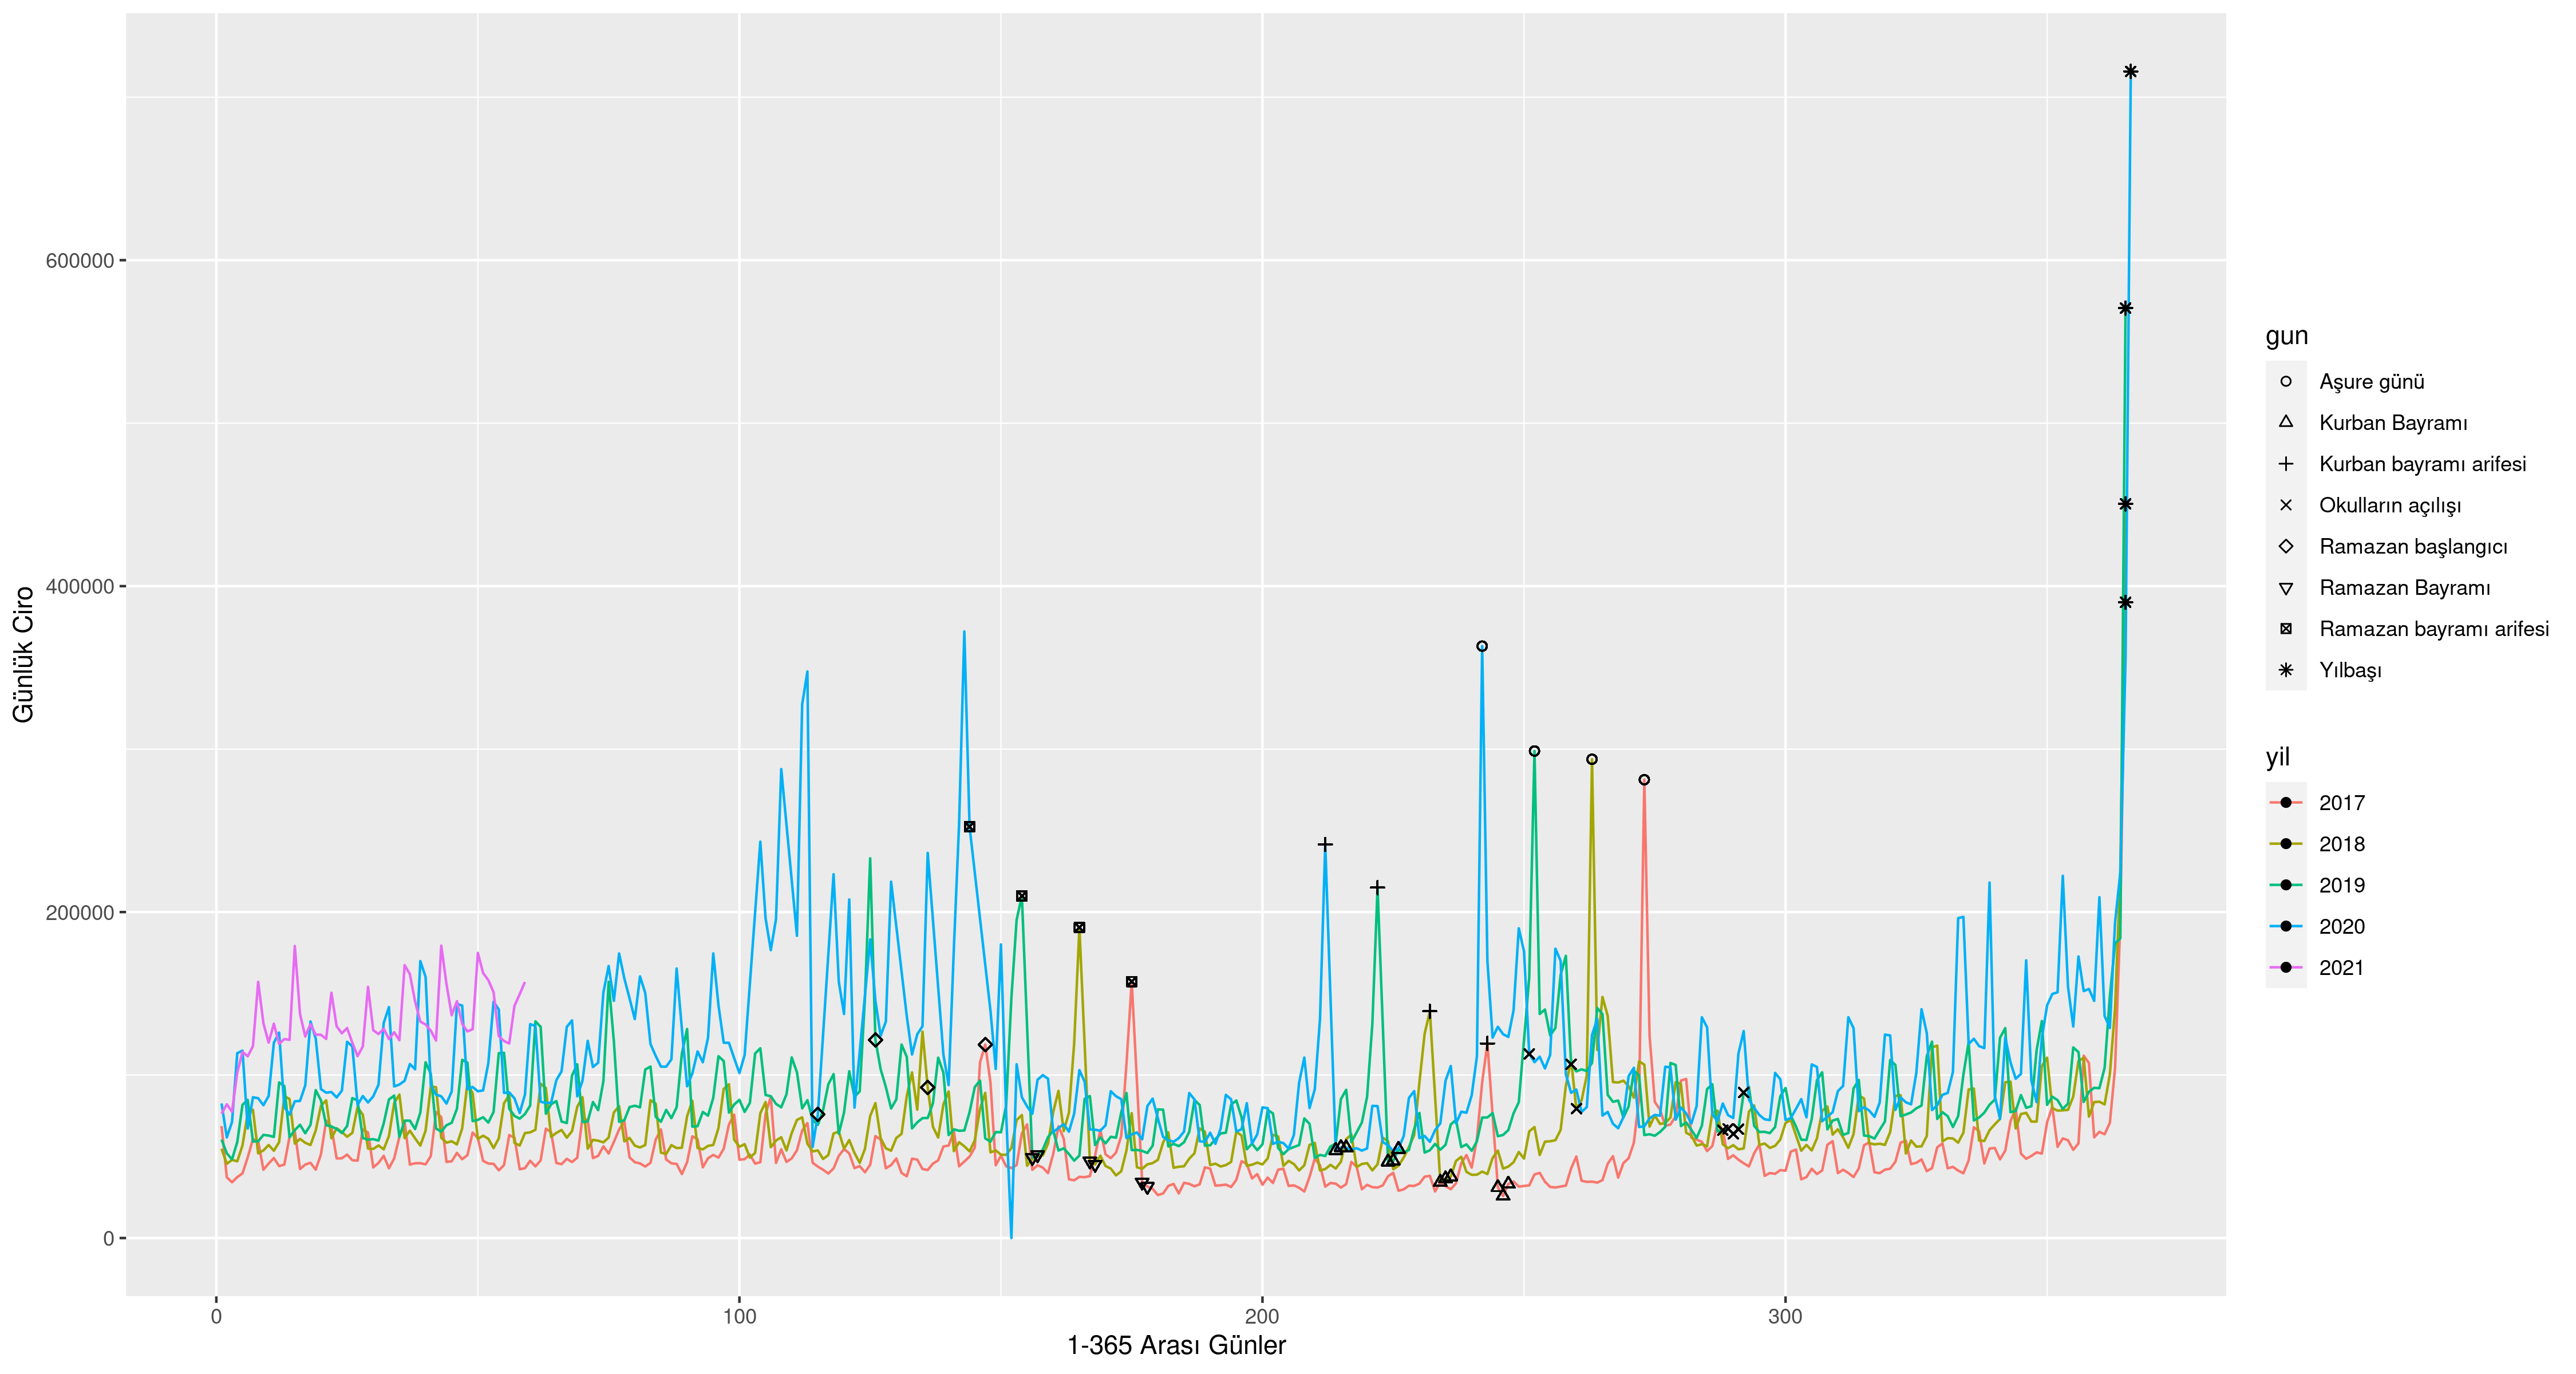 600000
400000
200000
0
Günlük Ciro
0
100
200
300
1-365 Arası Günler
gun
Aşure günü
Kurban Bayramı
Kurban bayramı arifesi
Okulların açılışı
Ramazan başlangıcı
Ramazan Bayramı
Ramazan bayramı arifesi
Yılbaşı
yil
2017
2018
2019
2020
2021